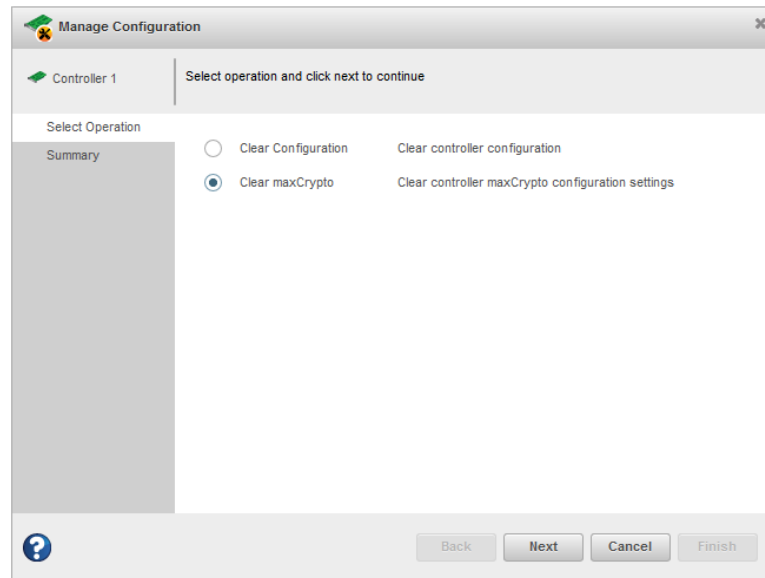 Manage Configuration
Controller 1
Select operation and click next to continue
Select Operation
Summary
Clear Configuration Clear controller configuration
Clear maxCrypto Clear controller maxCrypto configuration settings
? Back Next Cancel Finish